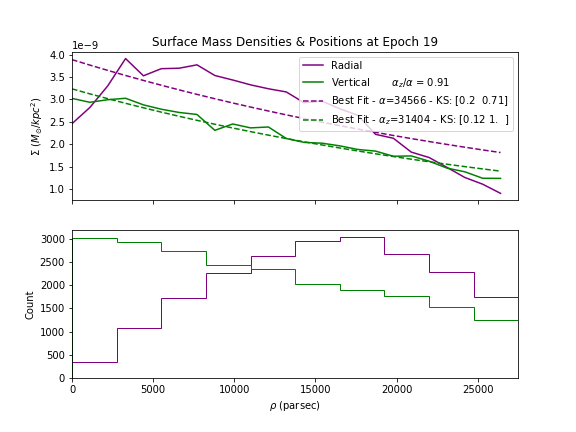 Surface Mass Densities & Positions at Epoch 19
1e−9
4.0
3.5
3.0
2.5
2.0
1.5
1.0
Σ (M⊙/kpc²)
Radial
Vertical αz/α = 0.91
Best Fit - α=34566 - KS: [0.2 0.71]
Best Fit - αz=31404 - KS: [0.12 1. ]
3000
2500
2000
1500
1000
500
0
Count
0 5000 10000 15000 20000 25000
ρ (parsec)